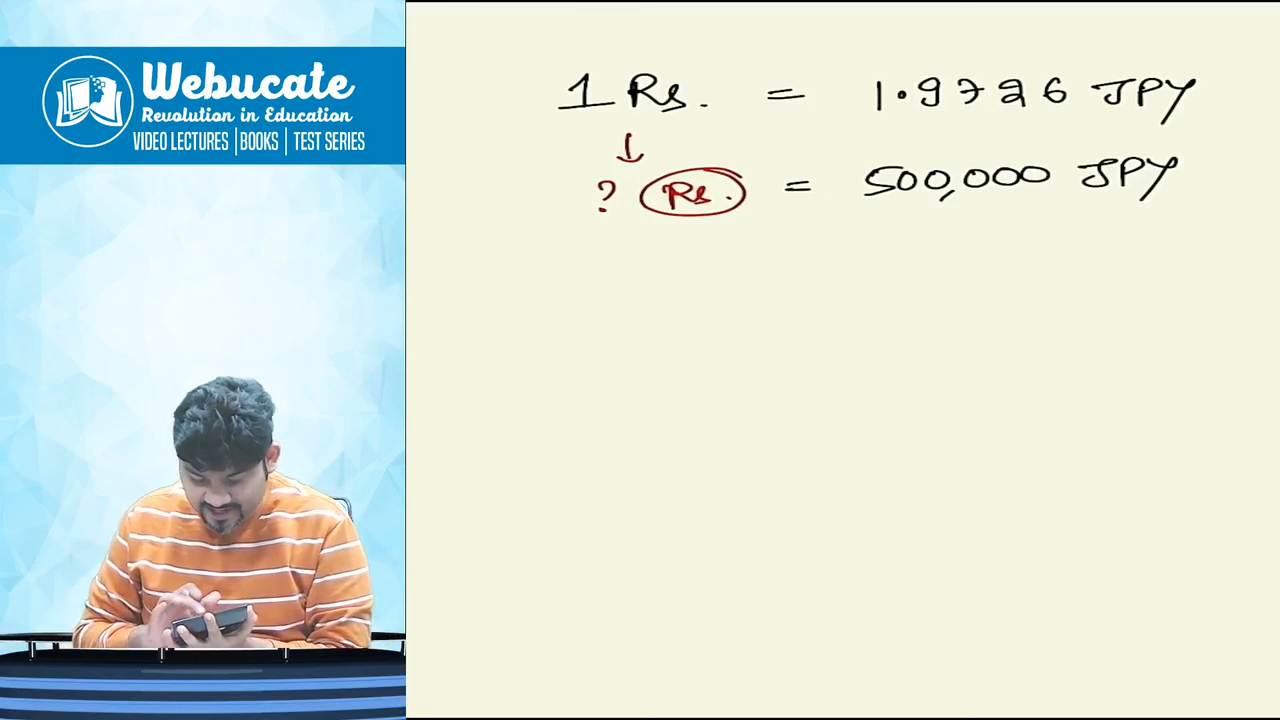 Webucate
Revolution in Education
VIDEO LECTURES | BOOKS | TEST SERIES
1 Rs. = 1.9726 JPY
↓
? Rs. = 500,000 JPY